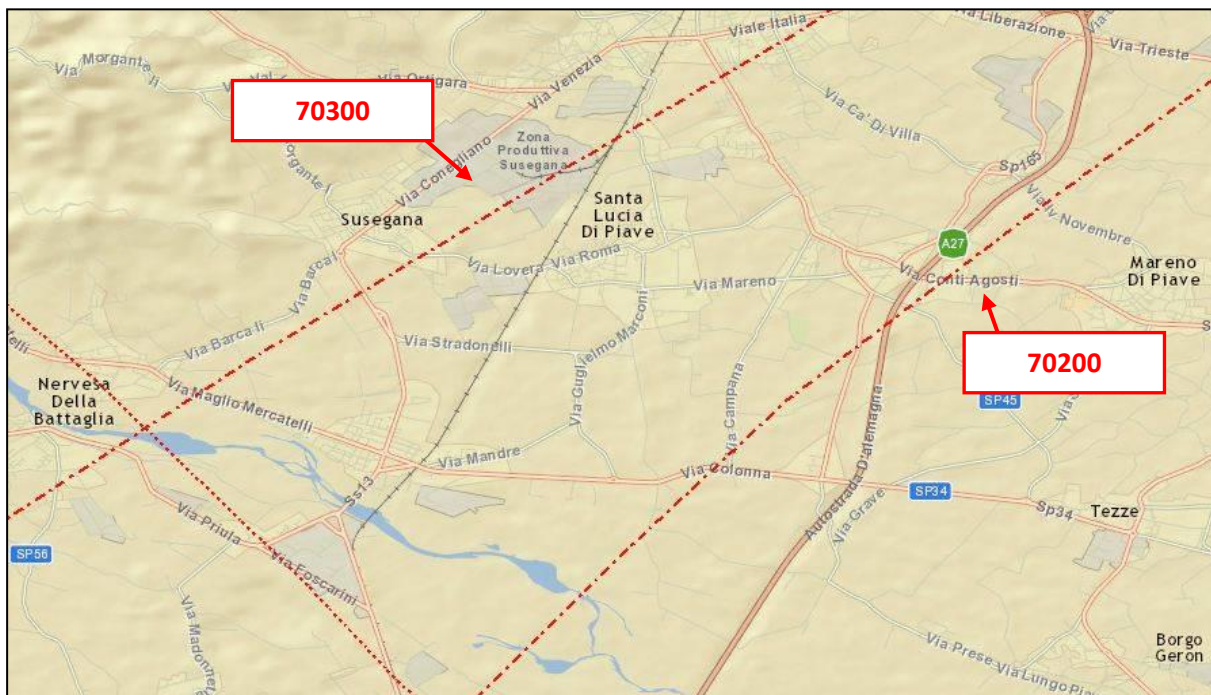 Viale Italia
Via Liberazione
Via Trieste
Via
Morgante Ii
Via Val
Via Ortigara
Via Venezia
70300
Zona
Produttiva
Susegana
Via Ca' Di Villa
Sp165
Morgante I
Via Conegliano
Santa
Lucia
Di Piave
Susegana
Via Iv Novembre
A27
Via Lovera
Via Roma
Via Mareno
Via Conti Agosti
Mareno
Di Piave
S
Via Barca I
Via Barca Ii
Via Stradonelli
Via Guglielmo Marconi
Via Campana
70200
SP45
Nervesa
Della
Battaglia
Via Maglio Mercatelli
Via Mandre
Via Colonna
Autostrada D'alemagna
SP34
Sp34
Tezze
Ss13
Via Grave
Via Priula
SP56
Via Foscarini
Via Prese
Via Lungo
Borgo
Geron